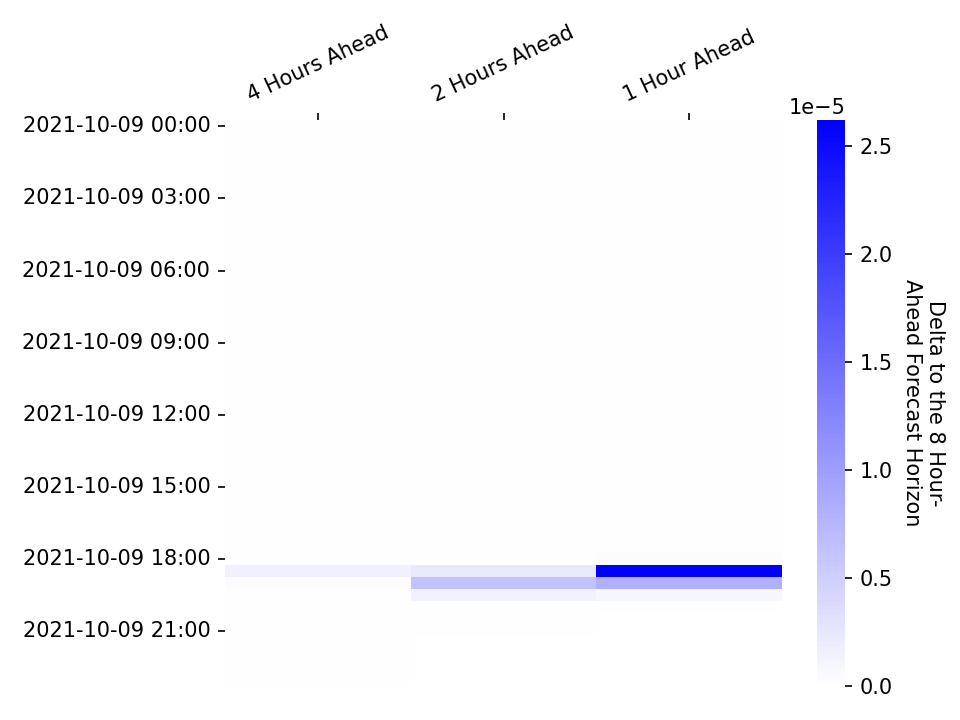 4 Hours Ahead
2 Hours Ahead
1 Hour Ahead
2021-10-09 00:00
2021-10-09 03:00
2021-10-09 06:00
2021-10-09 09:00
2021-10-09 12:00
2021-10-09 15:00
2021-10-09 18:00
2021-10-09 21:00
1e−5
2.5
2.0
1.5
1.0
0.5
0.0
Delta to the 8 Hour-
Ahead Forecast Horizon